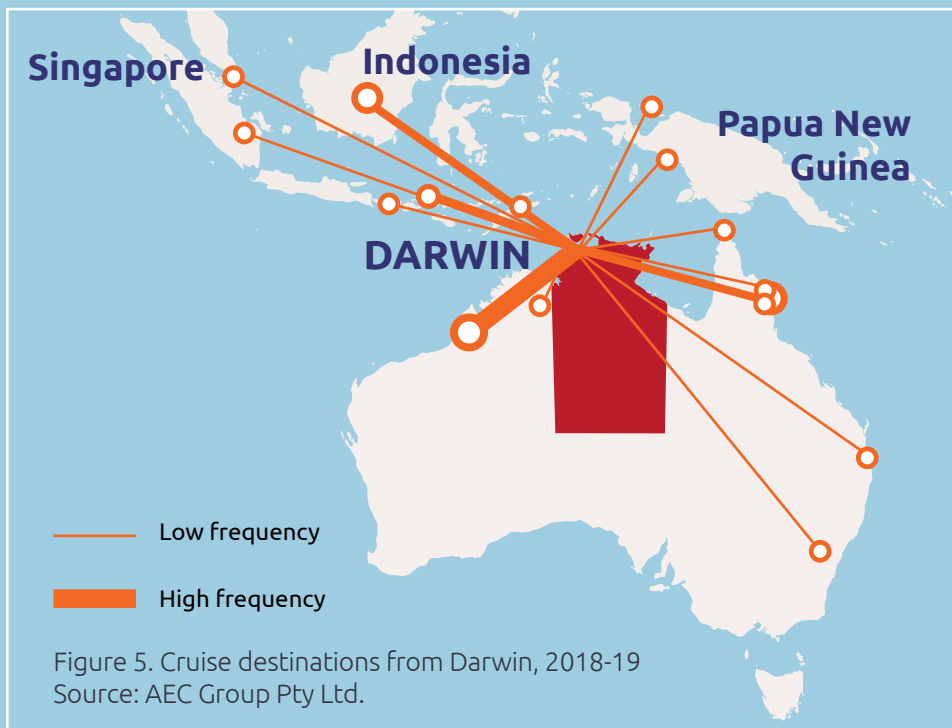 Singapore
Indonesia
Papua New
Guinea
DARWIN
Low frequency
High frequency
Figure 5. Cruise destinations from Darwin, 2018-19
Source: AEC Group Pty Ltd.